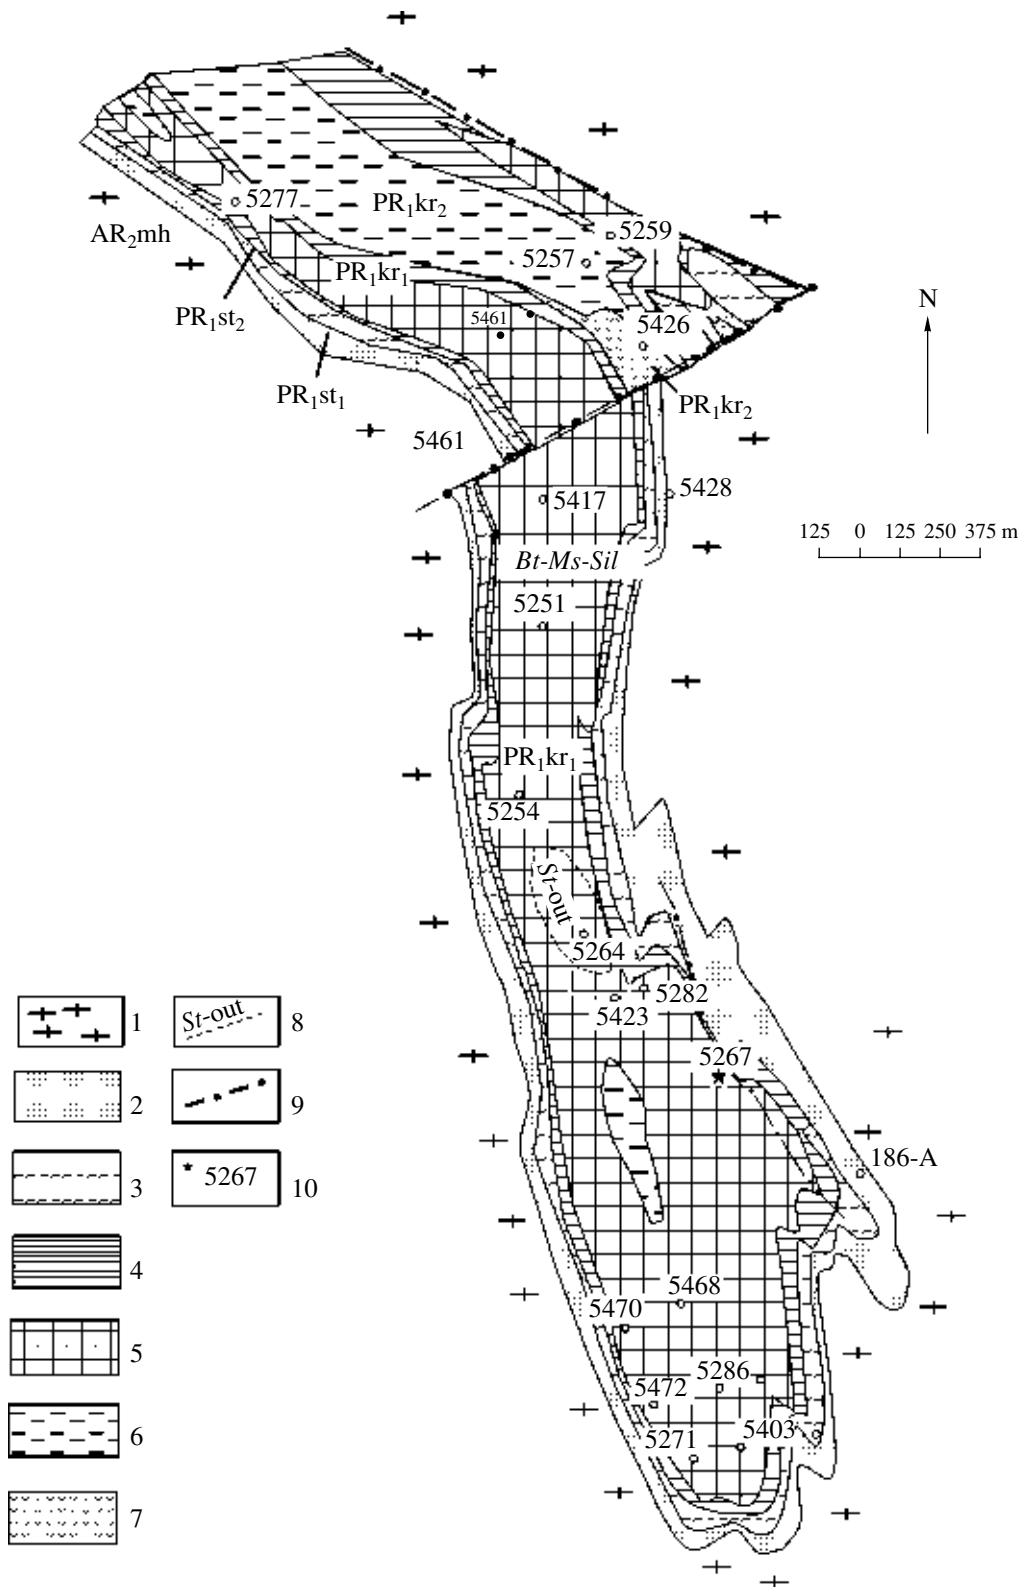 5277
PR1kr2
5259
AR2mh
5257
PR1kr1
N
PR1st2
5461
5426
PR1st1
PR1kr2
5461
5428
5417
125 0 125 250 375 m
Bt-Ms-Sil
5251
PR1kr1
5254
St-out
5264
5282
5423
5267
186-A
5468
5470
5286
5472
5403
5271
1
St-out 8
2
9
3
5267 10
4
5
6
7